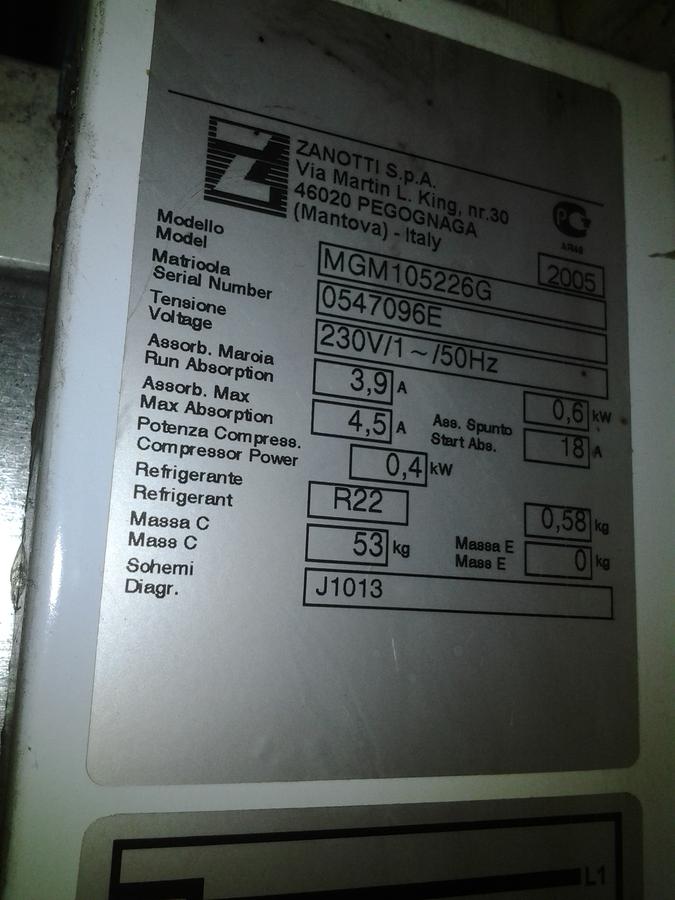 Z
ZANOTTI S.p.A.
Via Martin L. King, nr.30
46020 PEGOGNAGA
(Mantova) - Italy
Modello
Model
MGM105226G
2005
Matricola
Serial Number
0547096E
Tensione
Voltage
230V/1 ~ /50Hz
Assorb. Maroia
Run Absorption
3,9 A
0,6 kW
Assorb. Max
Max Absorption
4,5 A
Ass. Spunto
Start Abs.
18 A
Potenza Compress.
Compressor Power
0,4 kW
Refrigerante
Refrigerant
R22
0,58 kg
Massa C
Mass C
53 kg
Massa E
Mass E
0 kg
Sohemi
Diagr.
J1013
L1